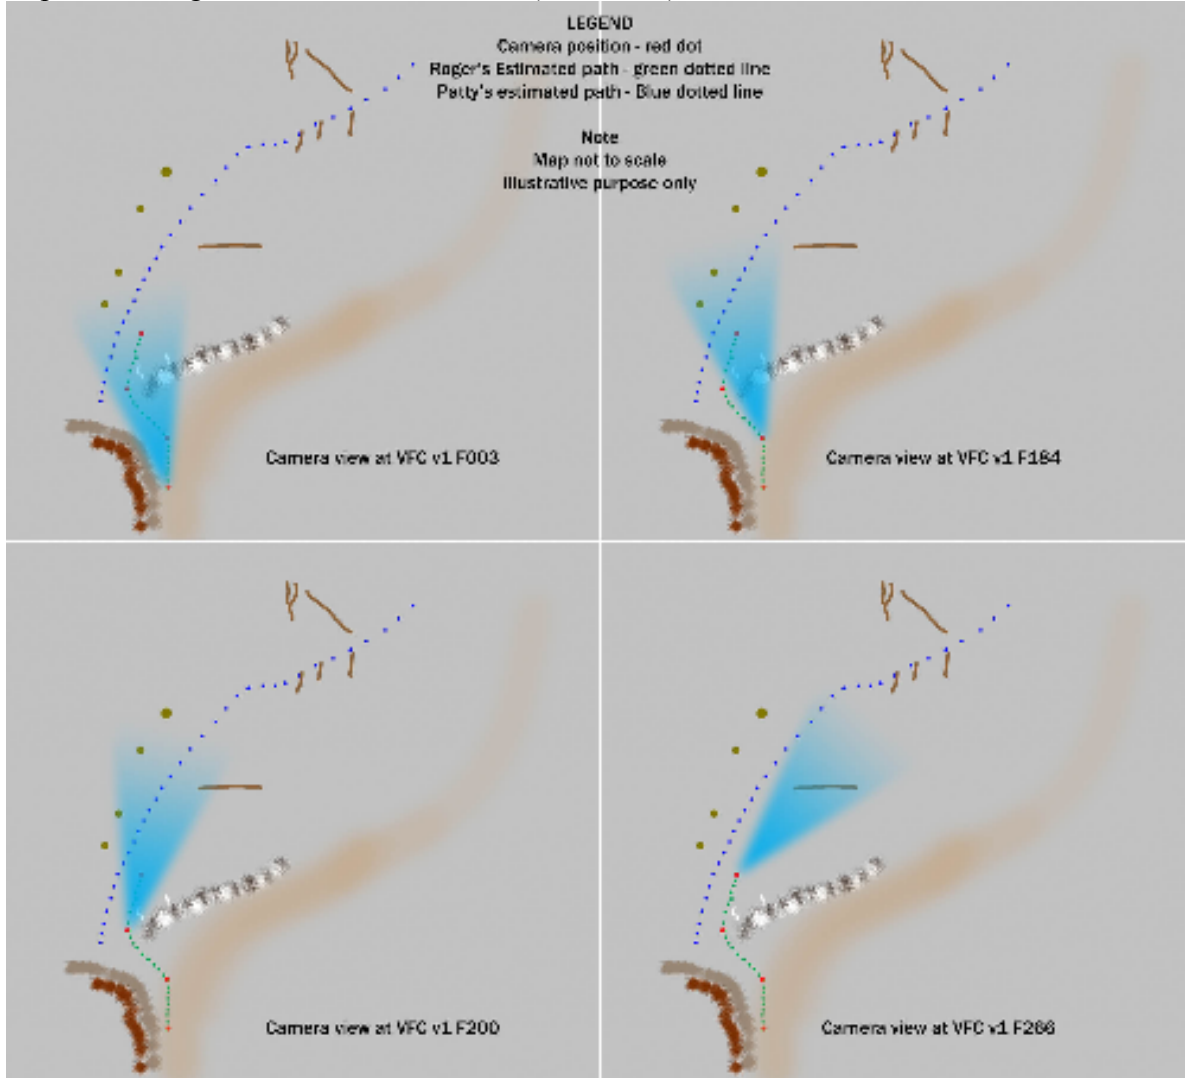 LEGEND
Camera position - red dot
Roger's Estimated path - green dotted line
Patty's estimated path - Blue dotted line
Note
Map not to scale
Illustrative purpose only
Camera view at VFC v1 F003
Camera view at VFC v1 F184
Camera view at VFC v1 F200
Camera view at VFC v1 F266